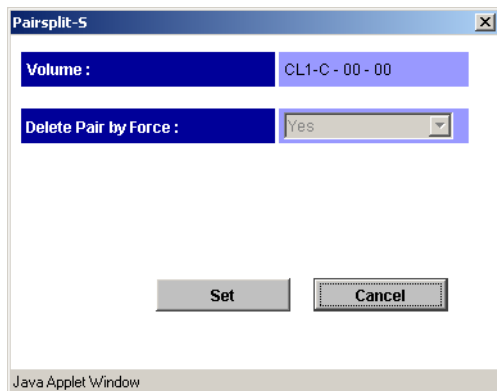 Pairsplit-S
Volume : CL1-C - 00 - 00
Delete Pair by Force : Yes
Set Cancel
Java Applet Window